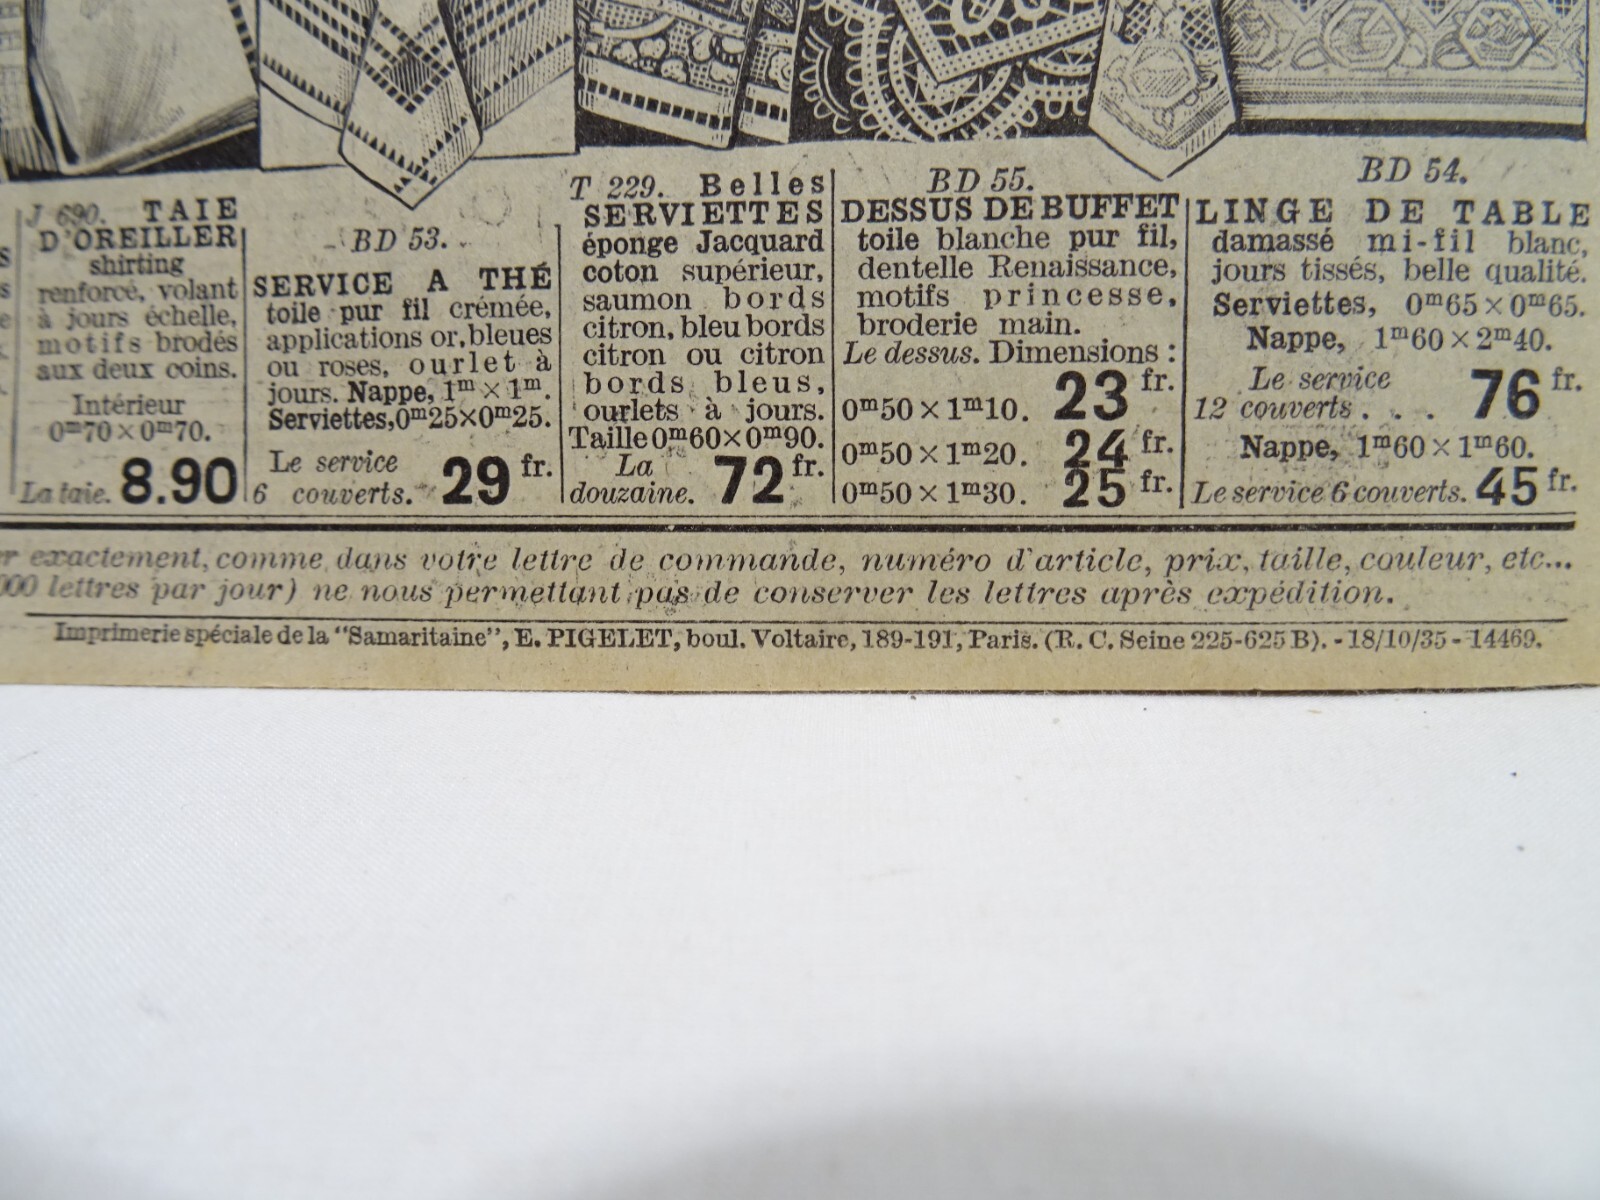 J 690. TAIE
D'OREILLER
shirting
renforcé, volant
à jours échelle,
motifs brodés
aux deux coins.
Intérieur
0m70 × 0m70.
La taie. 8.90
BD 53.
SERVICE A THÉ
toile pur fil crémée,
applications or, bleues
ou roses, ourlet à
jours. Nappe, 1m × 1m.
Serviettes, 0m25×0m25.
Le service
6 couverts. 29 fr.
T 229. Belles
SERVIETTES
éponge Jacquard
coton supérieur,
saumon bords
citron, bleu bords
citron ou citron
bords bleus,
ourlets à jours.
Taille 0m60×0m90.
La
douzaine. 72 fr.
BD 55.
DESSUS DE BUFFET
toile blanche pur fil,
dentelle Renaissance,
motifs princesse,
broderie main.
Le dessus. Dimensions :
0m50 × 1m10. 23 fr.
0m50 × 1m20. 24 fr.
0m50 × 1m30. 25 fr.
BD 54.
LINGE DE TABLE
damassé mi-fil blanc,
jours tissés, belle qualité.
Serviettes, 0m65 × 0m65.
Nappe, 1m60 × 2m40.
Le service
12 couverts . . . 76 fr.
Nappe, 1m60 × 1m60.
Le service 6 couverts. 45 fr.
er exactement, comme dans votre lettre de commande, numéro d'article, prix, taille, couleur, etc...
000 lettres par jour) ne nous permettant pas de conserver les lettres après expédition.
Imprimerie spéciale de la "Samaritaine", E. PIGELET, boul. Voltaire, 189-191, Paris. (R. C. Seine 225-625 B). - 18/10/35 - 14469.